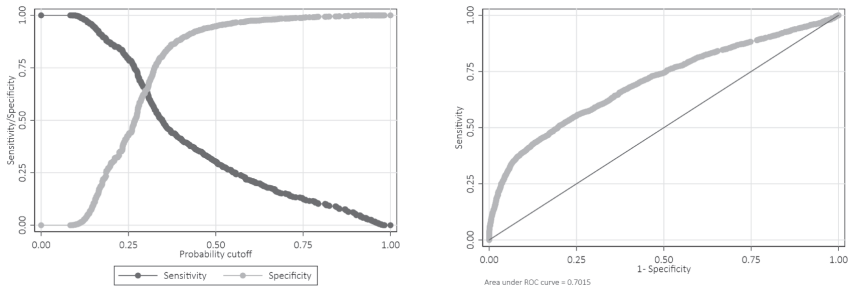 Sensitivity/Specificity
1.00
0.75
0.50
0.25
0.00
0.00 0.25 0.50 0.75 1.00
Probability cutoff
Sensitivity Specificity
Sensitivity
1.00
0.75
0.50
0.25
0.00
0.00 0.25 0.50 0.75 1.00
1- Specificity
Area under ROC curve = 0.7015